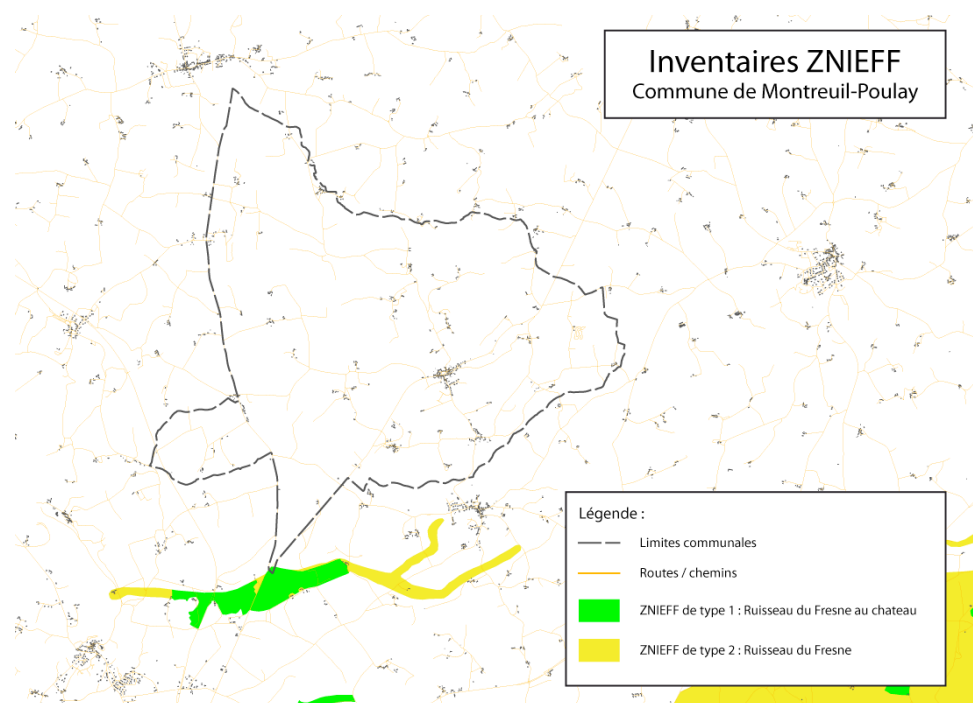 Inventaires ZNIEFF
Commune de Montreuil-Poulay
Légende :
Limites communales
Routes / chemins
ZNIEFF de type 1 : Ruisseau du Fresne au chateau
ZNIEFF de type 2 : Ruisseau du Fresne